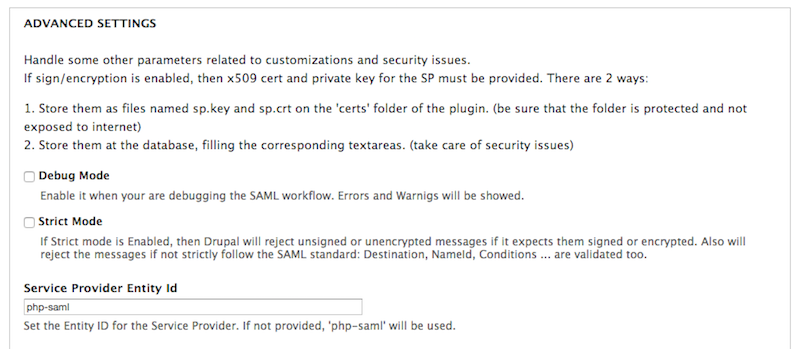 ADVANCED SETTINGS
Handle some other parameters related to customizations and security issues.
If sign/encryption is enabled, then x509 cert and private key for the SP must be provided. There are 2 ways:
1. Store them as files named sp.key and sp.crt on the 'certs' folder of the plugin. (be sure that the folder is protected and not
exposed to internet)
2. Store them at the database, filling the corresponding textareas. (take care of security issues)
Debug Mode
Enable it when your are debugging the SAML workflow. Errors and Warnigs will be showed.
Strict Mode
If Strict mode is Enabled, then Drupal will reject unsigned or unencrypted messages if it expects them signed or encrypted. Also will
reject the messages if not strictly follow the SAML standard: Destination, NameId, Conditions ... are validated too.
Service Provider Entity Id
php-saml
Set the Entity ID for the Service Provider. If not provided, 'php-saml' will be used.